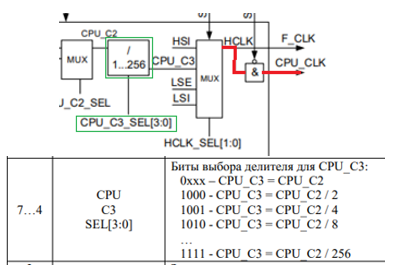 CPU_C2
/
1...256
MUX
J_C2_SEL
CPU_C3_SEL[3:0]
HSI
CPU_C3
LSE
LSI
MUX
HCLK
HCLK_SEL[1:0]
&
F_CLK
CPU_CLK
7…4
CPU
C3
SEL[3:0]
Биты выбора делителя для CPU_C3:
0xxx – CPU_C3 = CPU_C2
1000 - CPU_C3 = CPU_C2 / 2
1001 - CPU_C3 = CPU_C2 / 4
1010 - CPU_C3 = CPU_C2 / 8
…
1111 - CPU_C3 = CPU_C2 / 256